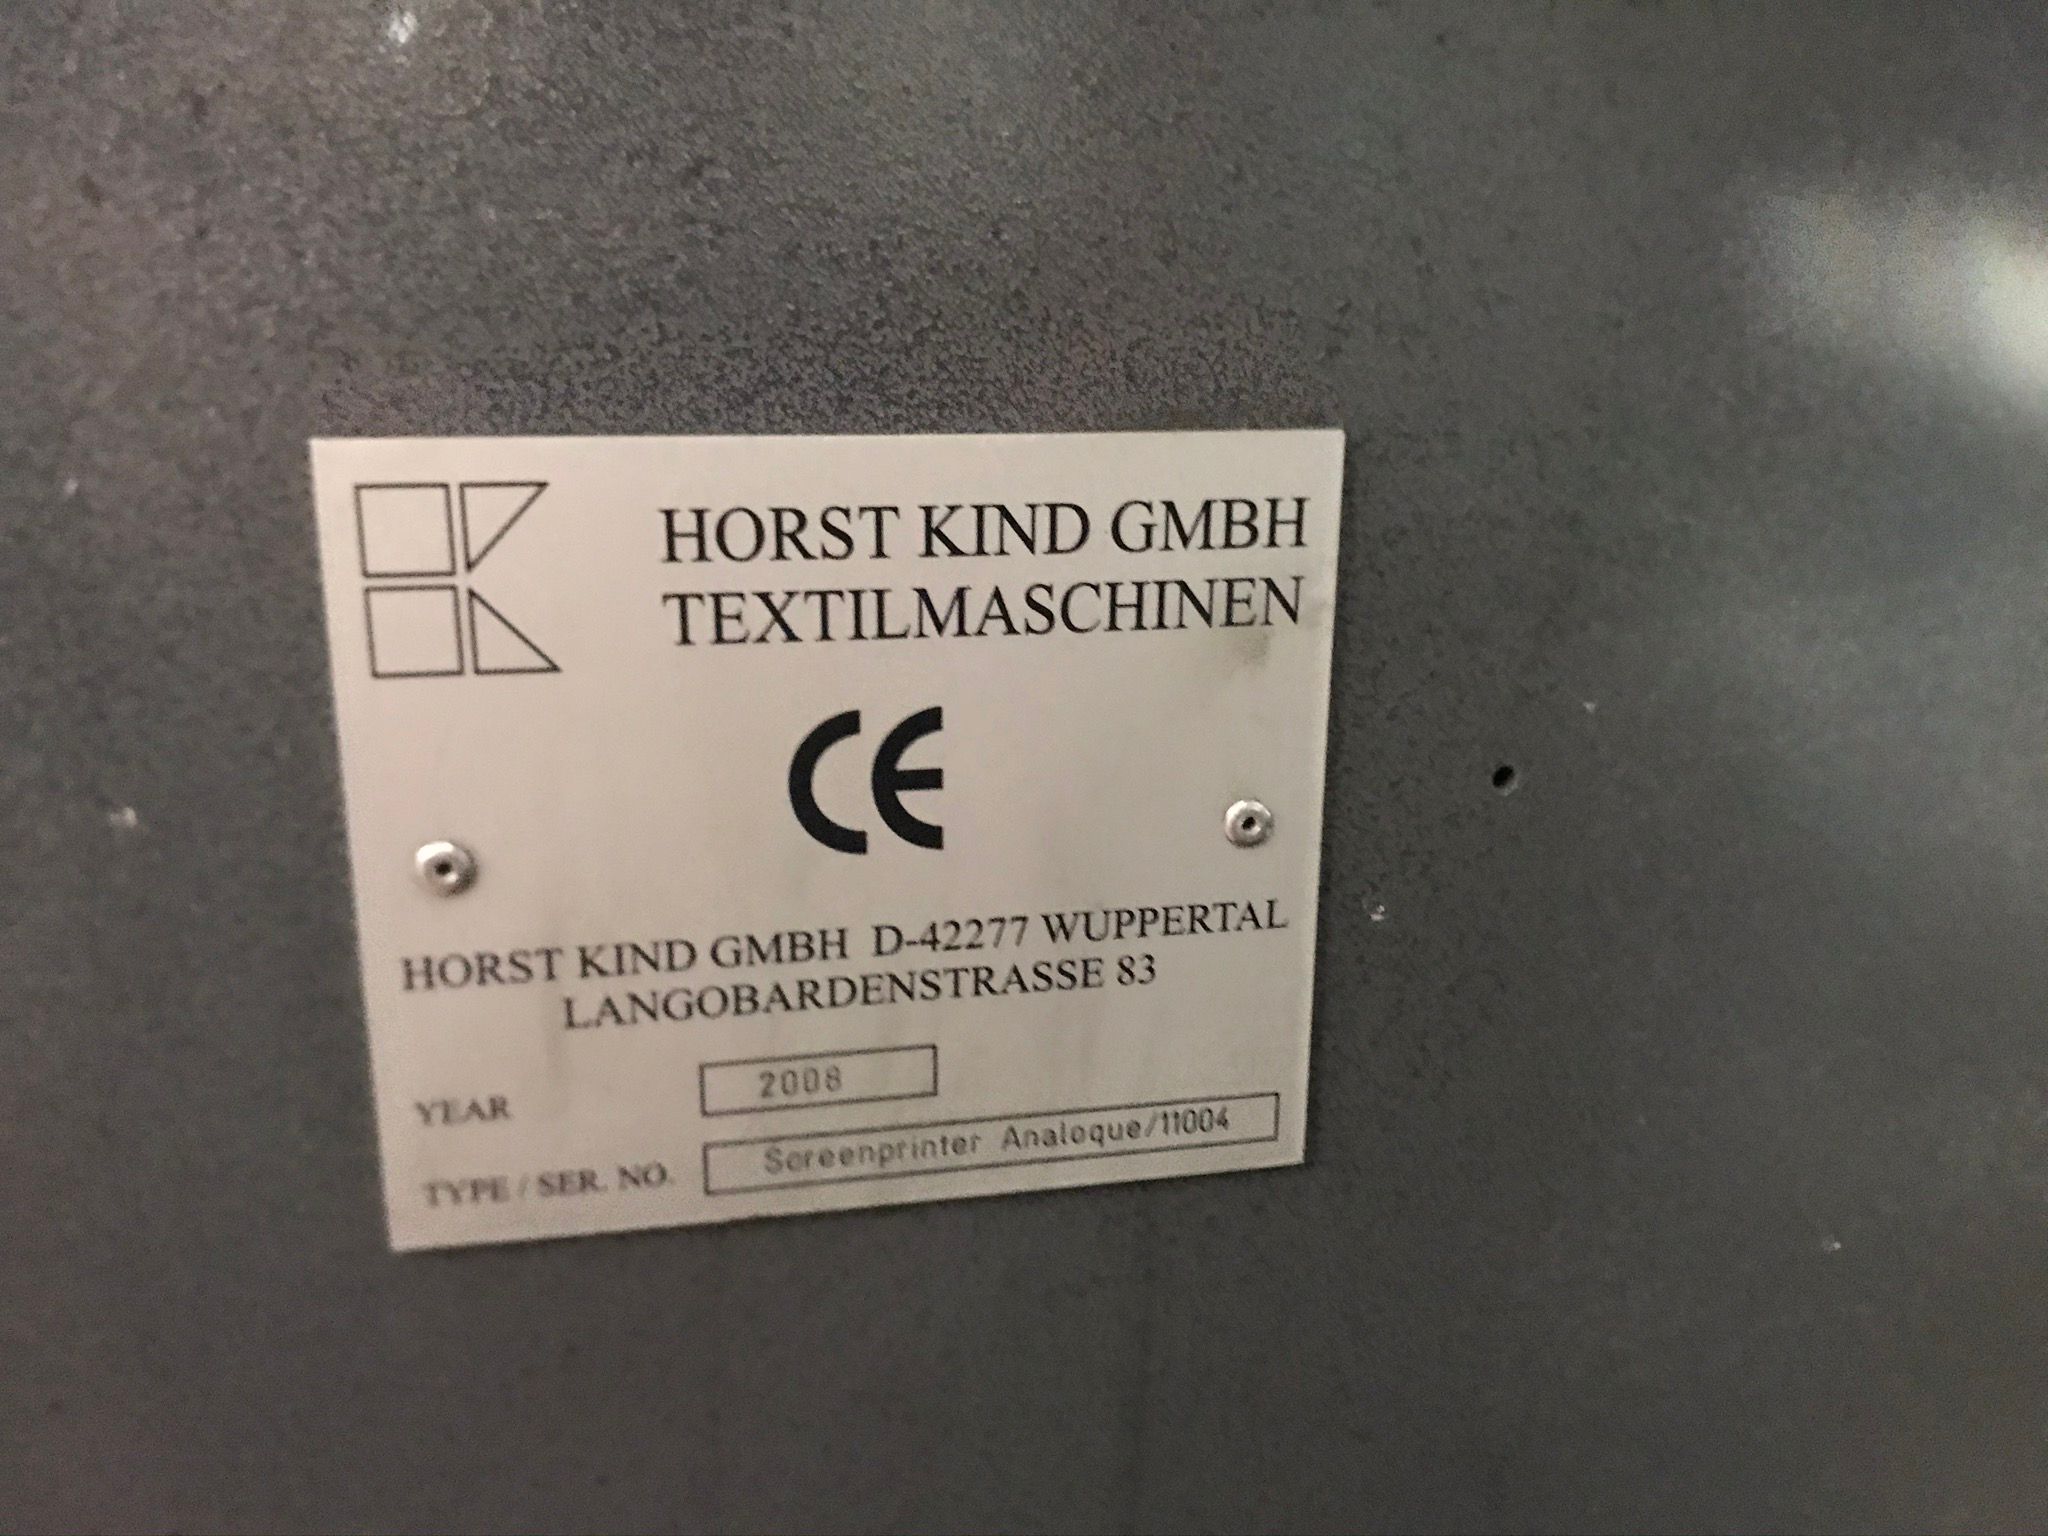 HORST KIND GMBH
TEXTILMASCHINEN
CE
HORST KIND GMBH D-42277 WUPPERTAL
LANGOBARDENSTRASSE 83
YEAR 2008
TYPE / SER. NO. Screenprinter Analogue/11004